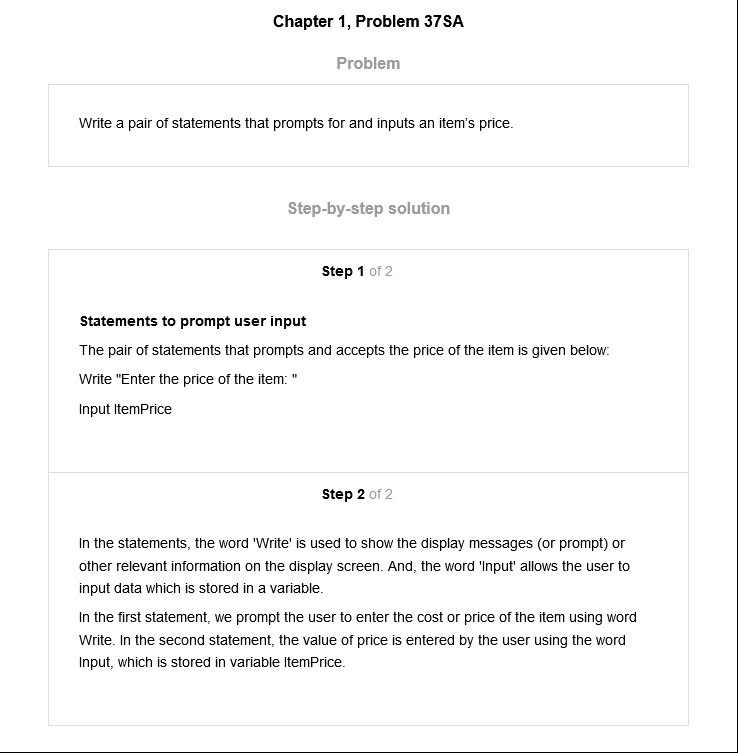 Chapter 1, Problem 37SA
Problem
Write a pair of statements that prompts for and inputs an item’s price.
Step-by-step solution
Step 1 of 2
Statements to prompt user input
The pair of statements that prompts and accepts the price of the item is given below:
Write "Enter the price of the item: "
Input ItemPrice
Step 2 of 2
In the statements, the word 'Write' is used to show the display messages (or prompt) or
other relevant information on the display screen. And, the word 'Input' allows the user to
input data which is stored in a variable.
In the first statement, we prompt the user to enter the cost or price of the item using word
Write. In the second statement, the value of price is entered by the user using the word
Input, which is stored in variable ItemPrice.